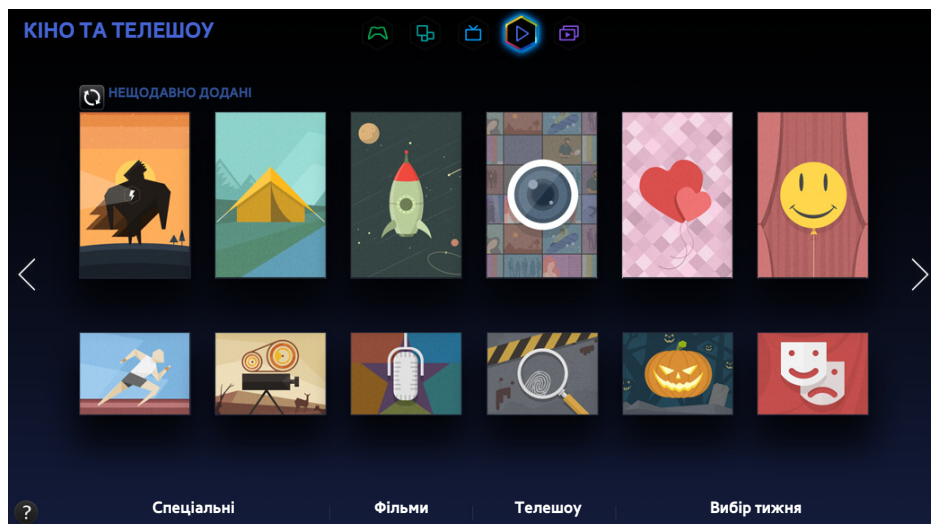 КІНО ТА ТЕЛЕШОУ
НЕЩОДАВНО ДОДАНІ
? Спеціальні Фільми Телешоу Вибір тижня